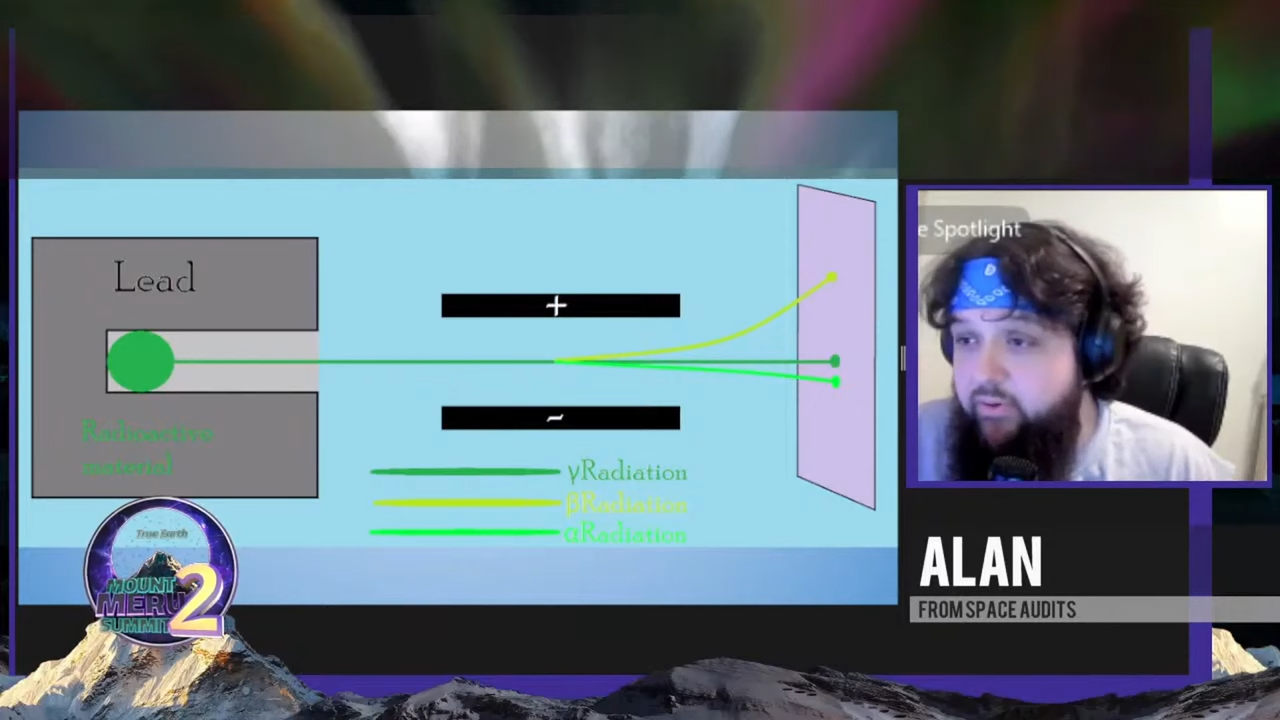 e Spotlight
D
Lead
+
Radioactive
material
-
γRadiation
βRadiation
αRadiation
True Earth
MOUNT
MERU
SUMMIT
2
ALAN
FROM SPACE AUDITS